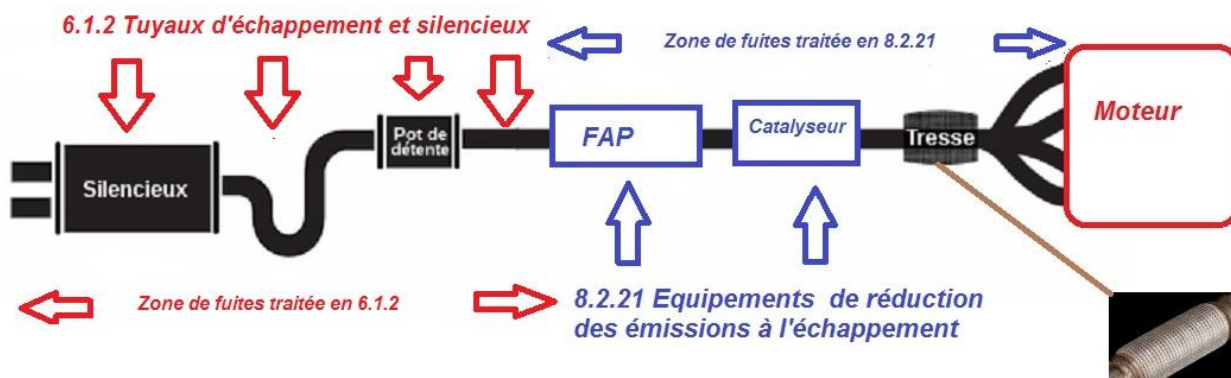 6.1.2 Tuyaux d'échappement et silencieux
Zone de fuites traitée en 8.2.21
Moteur
Pot de
détente
FAP
Catalyseur
Tresse
Silencieux
Zone de fuites traitée en 6.1.2
8.2.21 Equipements de réduction
des émissions à l'échappement